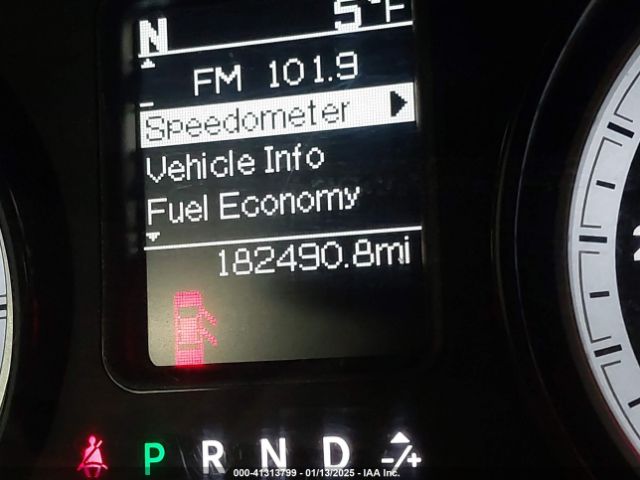 N 5°F
FM 101.9
Speedometer
Vehicle Info
Fuel Economy
182490.8mi
P R N D -/+
000-41313799 - 01/13/2025 - IAA Inc.